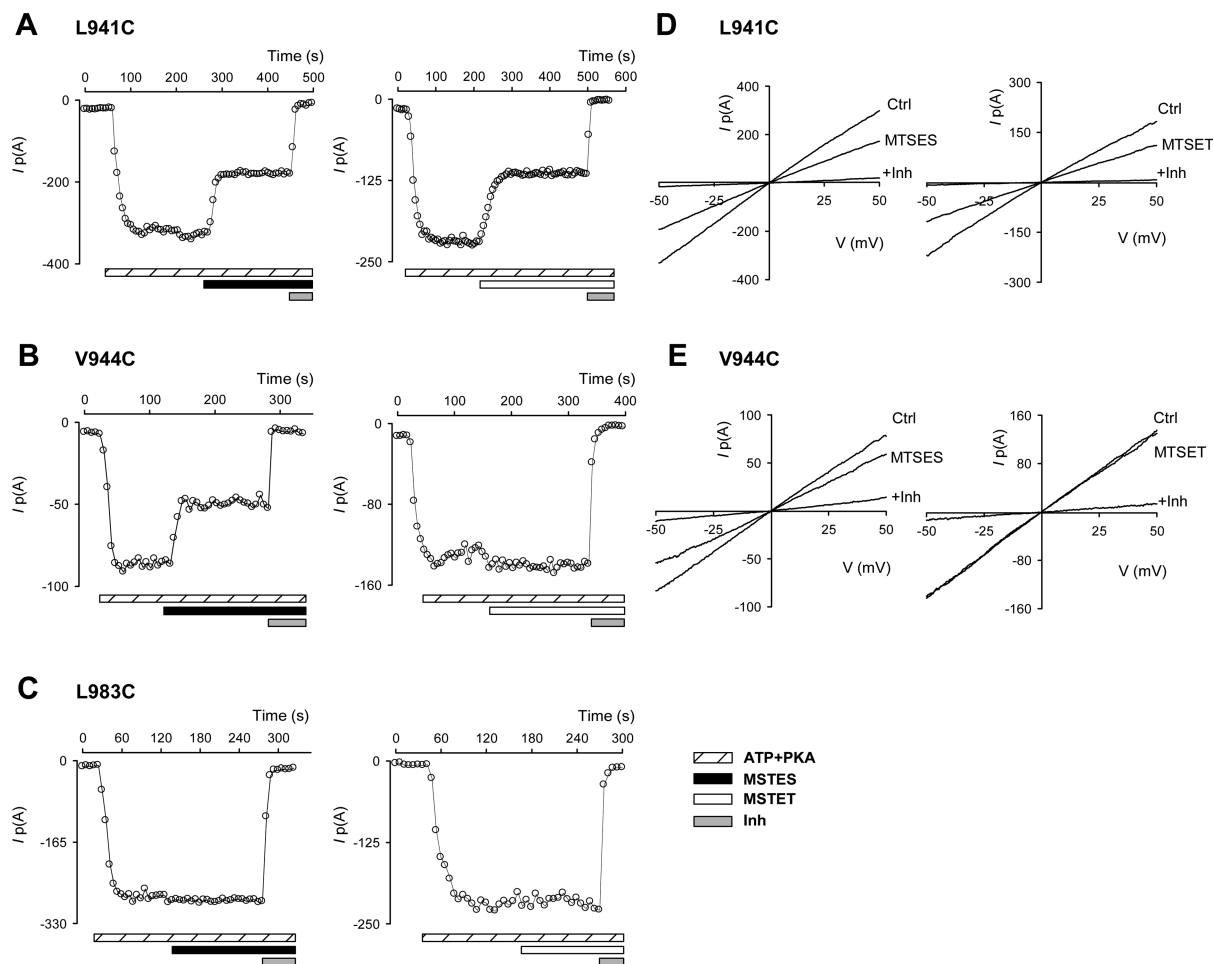 A L941C
Time (s)
0 100 200 300 400 500
0
-200
-400
I p(A)
Time (s)
0 100 200 300 400 500 600
0
-125
-250
I p(A)
D L941C
400
200
-200
-400
I p(A)
-50 -25 25 50
V (mV)
Ctrl
MTSES
+Inh
300
150
-150
-300
I p(A)
-50 -25 25 50
V (mV)
Ctrl
MTSET
+Inh
B V944C
Time (s)
0 100 200 300
0
-50
-100
I p(A)
Time (s)
0 100 200 300 400
0
-80
-160
I p(A)
E V944C
100
50
-50
-100
I p(A)
-50 -25 25 50
V (mV)
Ctrl
MTSES
+Inh
160
80
-80
-160
I p(A)
-50 -25 25 50
V (mV)
Ctrl
MTSET
+Inh
C L983C
Time (s)
0 60 120 180 240 300
0
-165
-330
I p(A)
Time (s)
0 60 120 180 240 300
0
-125
-250
I p(A)
ATP+PKA
MSTES
MSTET
Inh